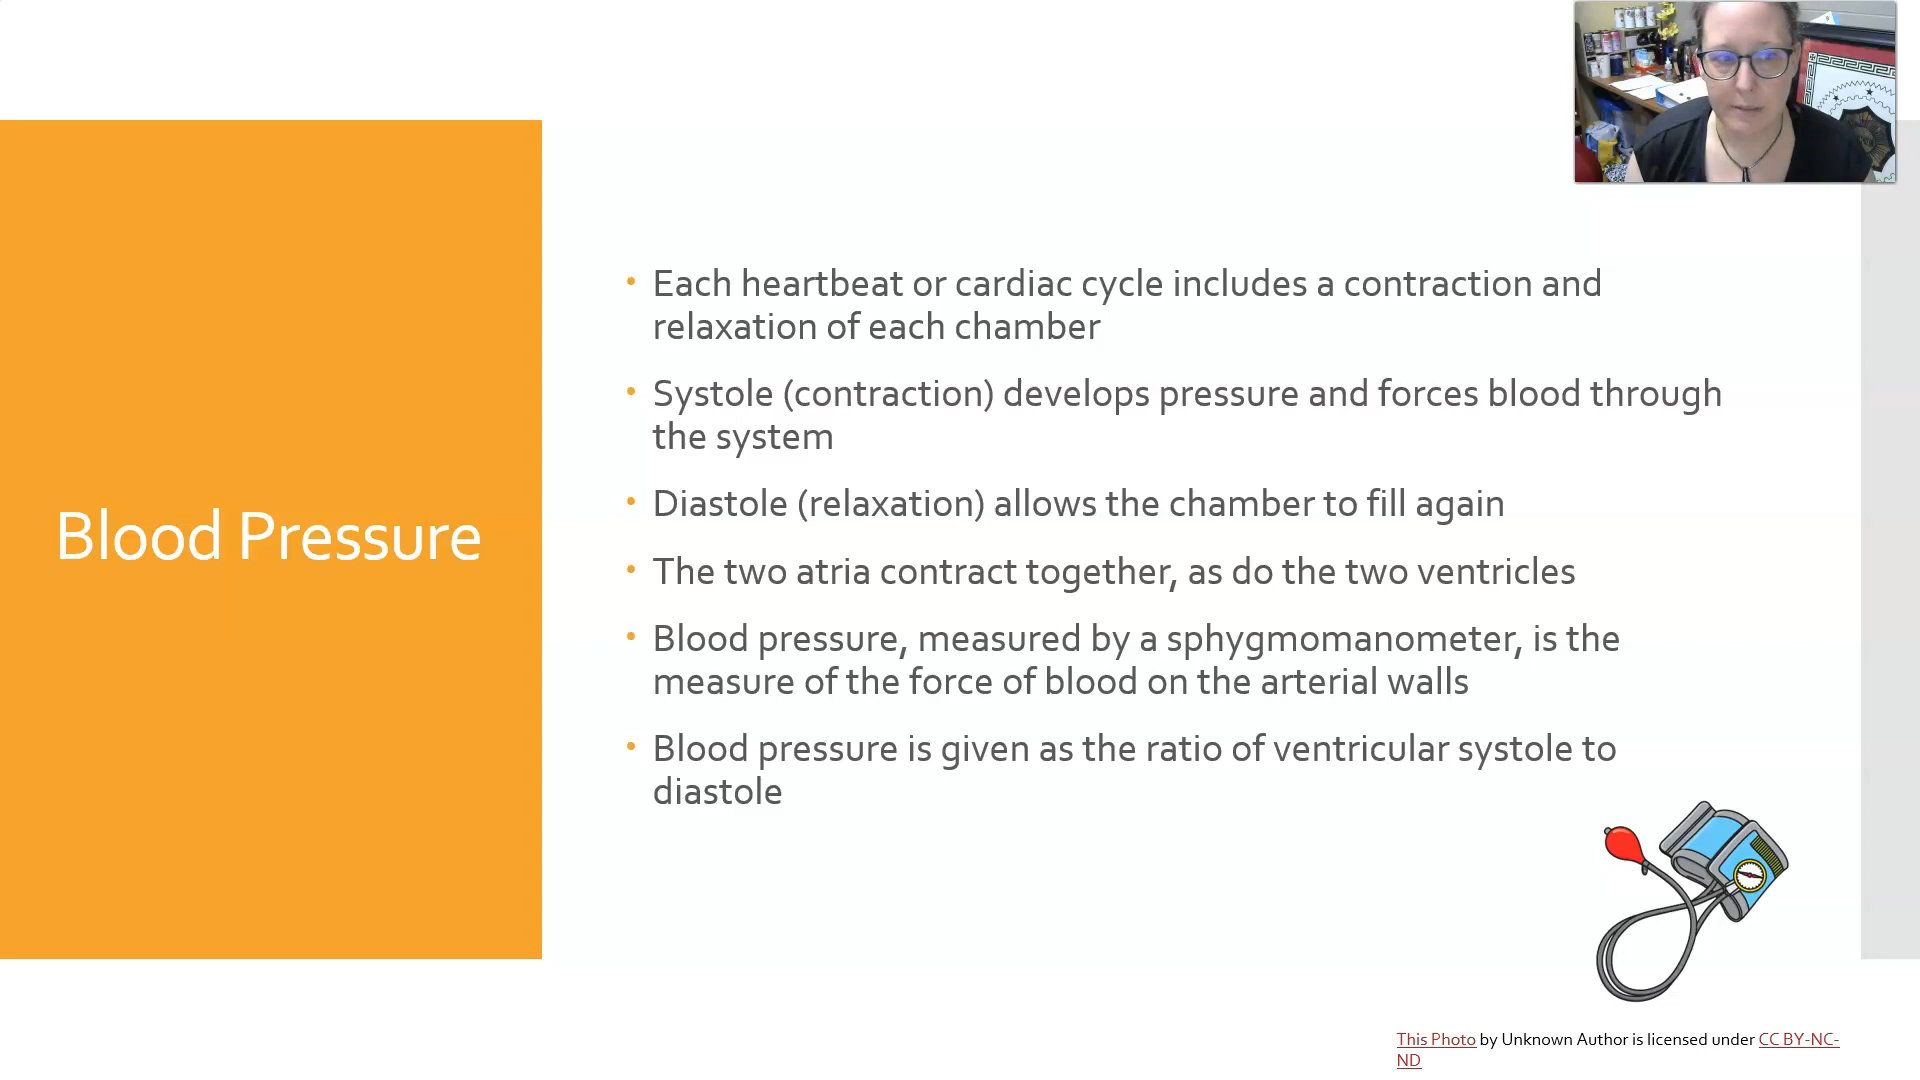 Blood Pressure
Each heartbeat or cardiac cycle includes a contraction and
relaxation of each chamber
Systole (contraction) develops pressure and forces blood through
the system
Diastole (relaxation) allows the chamber to fill again
The two atria contract together, as do the two ventricles
Blood pressure, measured by a sphygmomanometer, is the
measure of the force of blood on the arterial walls
Blood pressure is given as the ratio of ventricular systole to
diastole
This Photo by Unknown Author is licensed under CC BY-NC-
ND